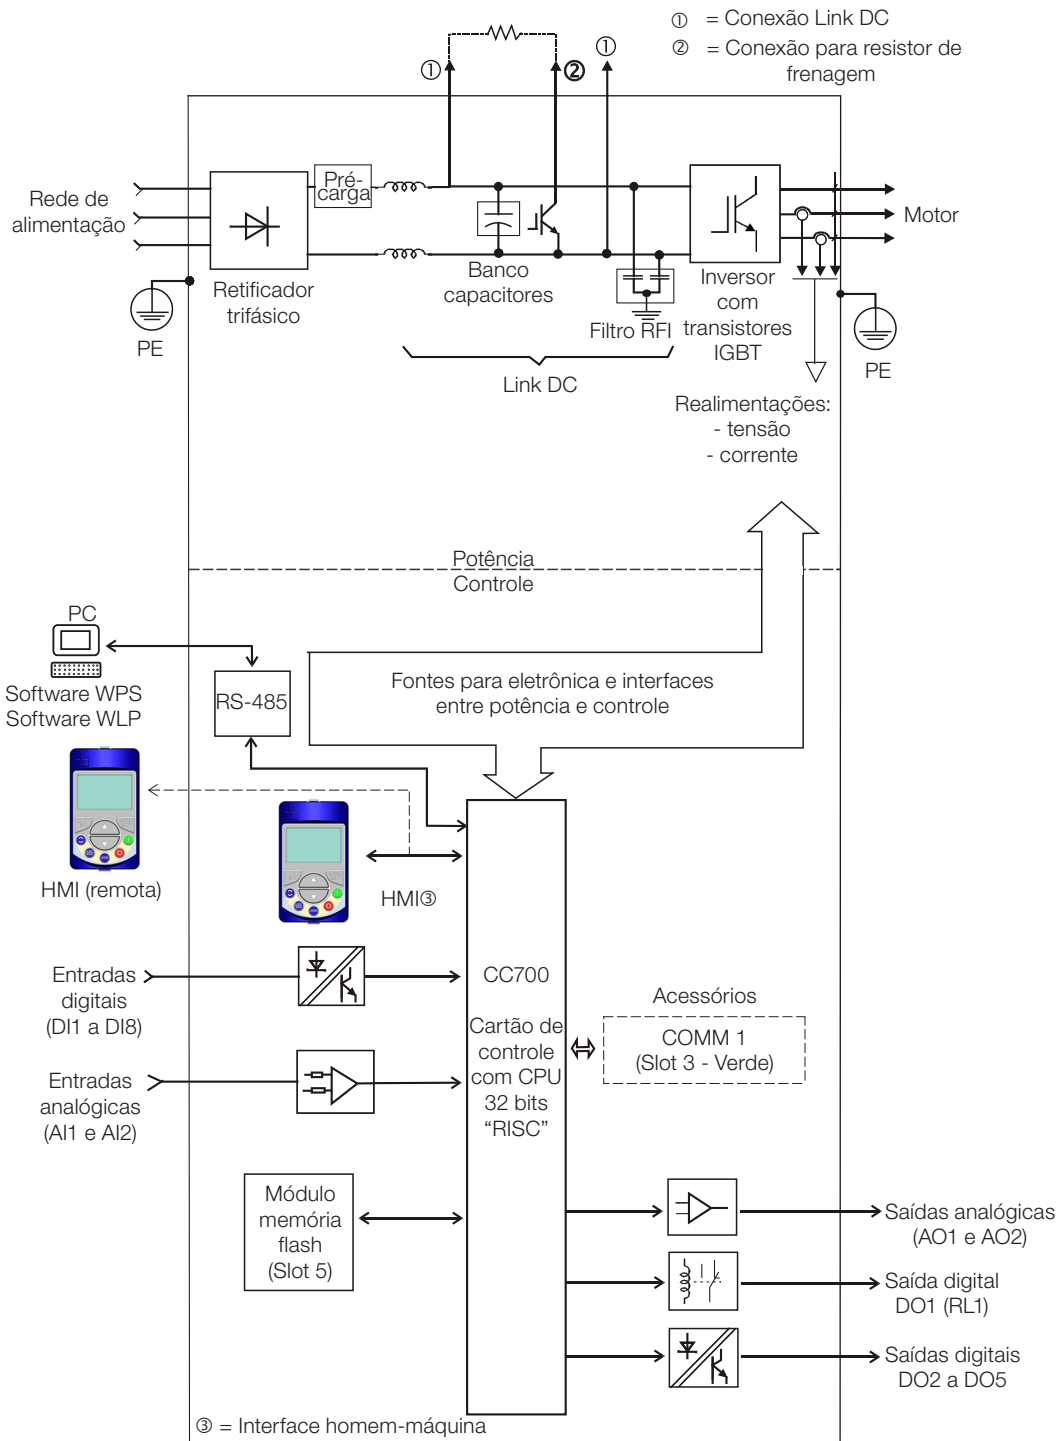 ① = Conexão Link DC
② = Conexão para resistor de
frenagem
①
②
①
Pré-
carga
Rede de
alimentação
Motor
Retificador
trifásico
Banco
capacitores
Filtro RFI
Inversor
com
transistores
IGBT
PE
PE
Link DC
Realimentações:
- tensão
- corrente
Potência
Controle
PC
Software WPS
Software WLP
RS-485
Fontes para eletrônica e interfaces
entre potência e controle
HMI (remota)
HMI③
Entradas
digitais
(DI1 a DI8)
CC700
Cartão de
controle
com CPU
32 bits
“RISC”
Acessórios
COMM 1
(Slot 3 - Verde)
Entradas
analógicas
(AI1 e AI2)
Módulo
memória
flash
(Slot 5)
Saídas analógicas
(AO1 e AO2)
Saída digital
DO1 (RL1)
Saídas digitais
DO2 a DO5
③ = Interface homem-máquina